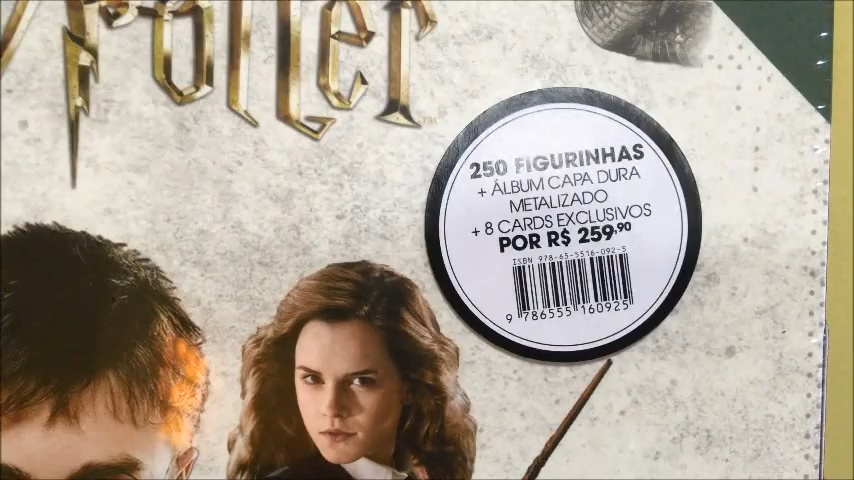 Potter™
250 FIGURINHAS
+ ÁLBUM CAPA DURA
METALIZADO
+ 8 CARDS EXCLUSIVOS
POR R$ 259,90
ISBN 978-65-5516-092-5
9 786555 160925